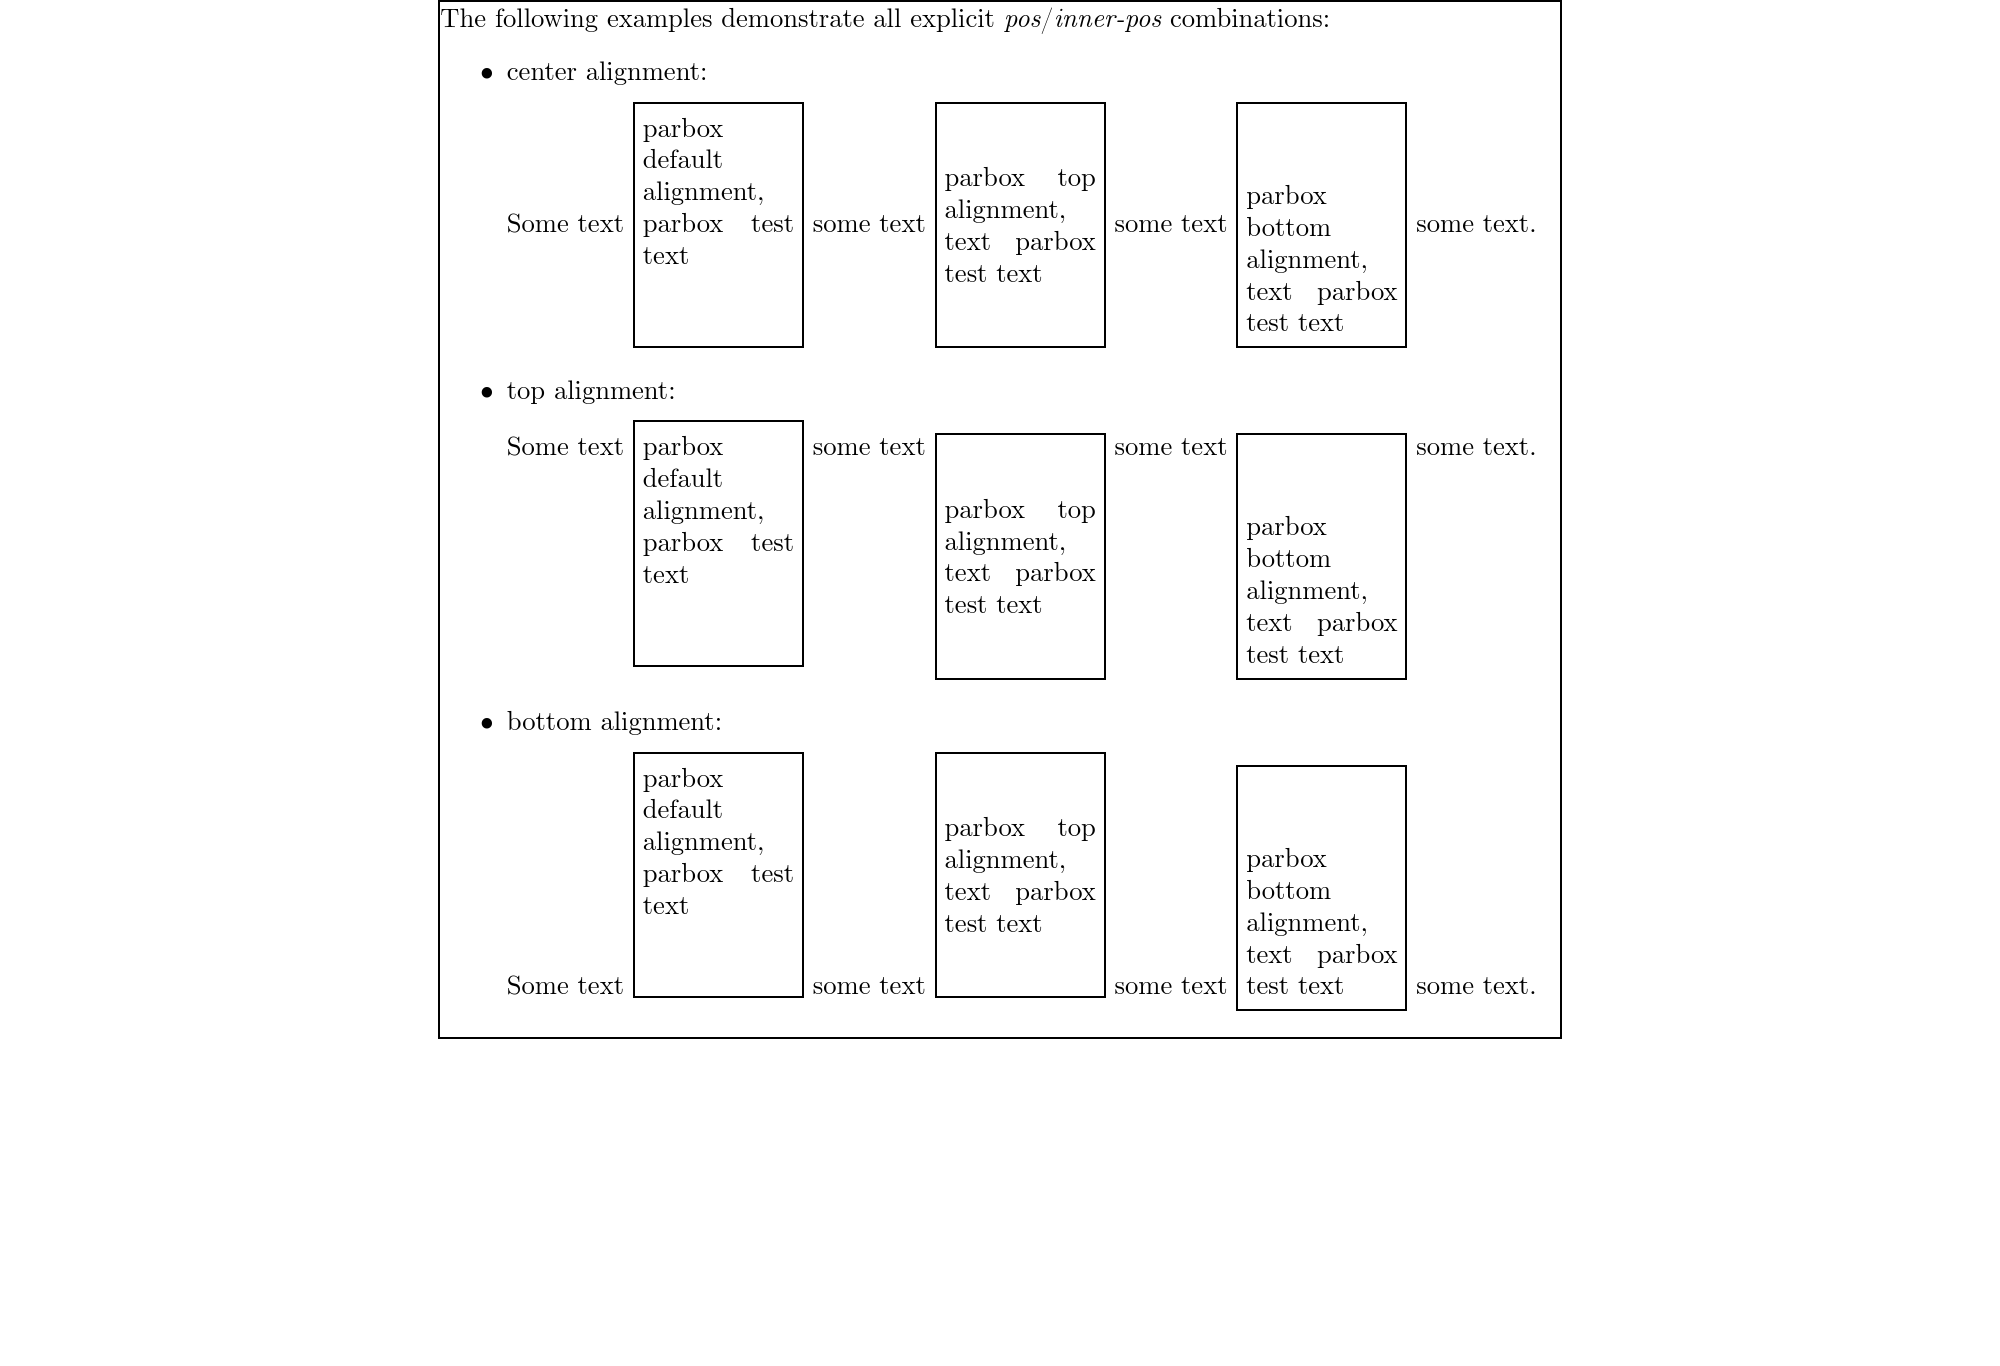 The following examples demonstrate all explicit pos/inner-pos combinations:
• center alignment:
Some text
parbox
default
alignment,
parbox test
text
some text
parbox top
alignment,
text parbox
test text
some text
parbox
bottom
alignment,
text parbox
test text
some text.
• top alignment:
Some text
parbox
default
alignment,
parbox test
text
some text
parbox top
alignment,
text parbox
test text
some text
parbox
bottom
alignment,
text parbox
test text
some text.
• bottom alignment:
Some text
parbox
default
alignment,
parbox test
text
some text
parbox top
alignment,
text parbox
test text
some text
parbox
bottom
alignment,
text parbox
test text
some text.